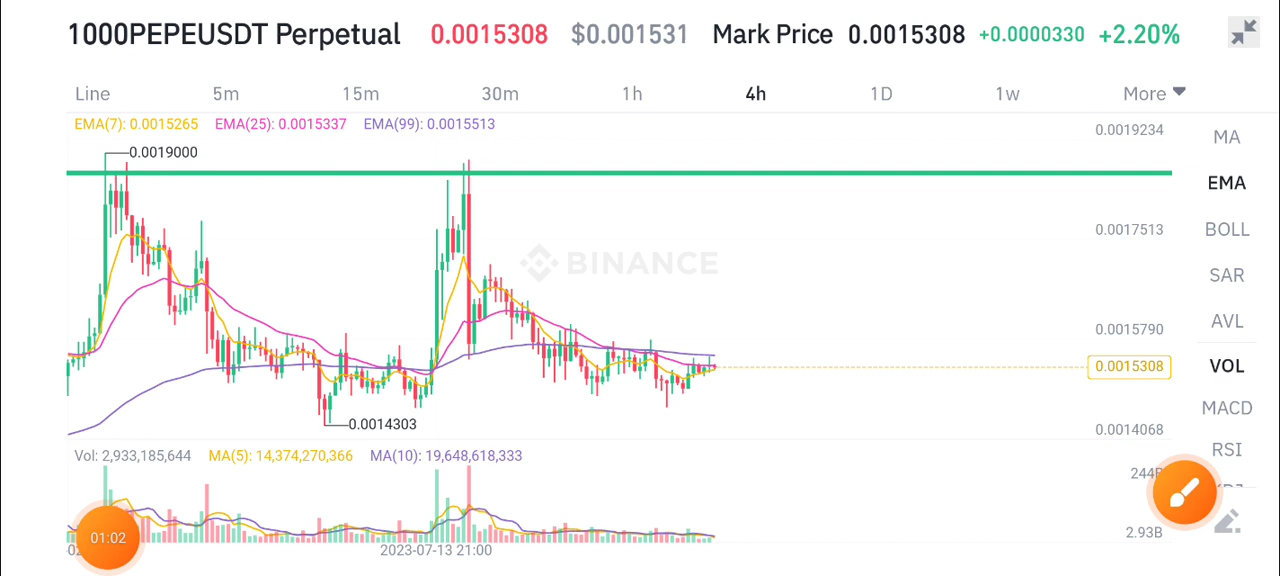 1000PEPEUSDT Perpetual 0.0015308 $0.001531 Mark Price 0.0015308 +0.0000330 +2.20%
Line 5m 15m 30m 1h 4h 1D 1w More
EMA(7): 0.0015265 EMA(25): 0.0015337 EMA(99): 0.0015513
0.0019234
MA
0.0019000
EMA
0.0017513
BOLL
BINANCE
SAR
AVL
0.0015790
0.0015308
VOL
MACD
0.0014303
0.0014068
RSI
Vol: 2,933,185,644 MA(5): 14,374,270,366 MA(10): 19,648,618,333
244B
2.93B
01:02
2023-07-13 21:00